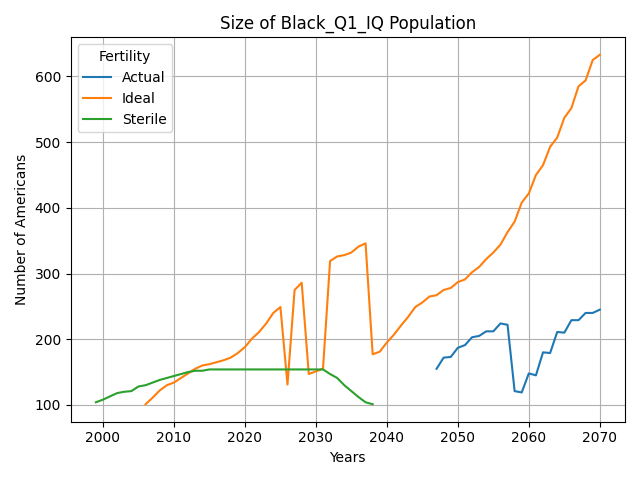 Size of Black_Q1_IQ Population
Fertility
Actual
Ideal
Sterile
Number of Americans
600
500
400
300
200
100
2000 2010 2020 2030 2040 2050 2060 2070
Years